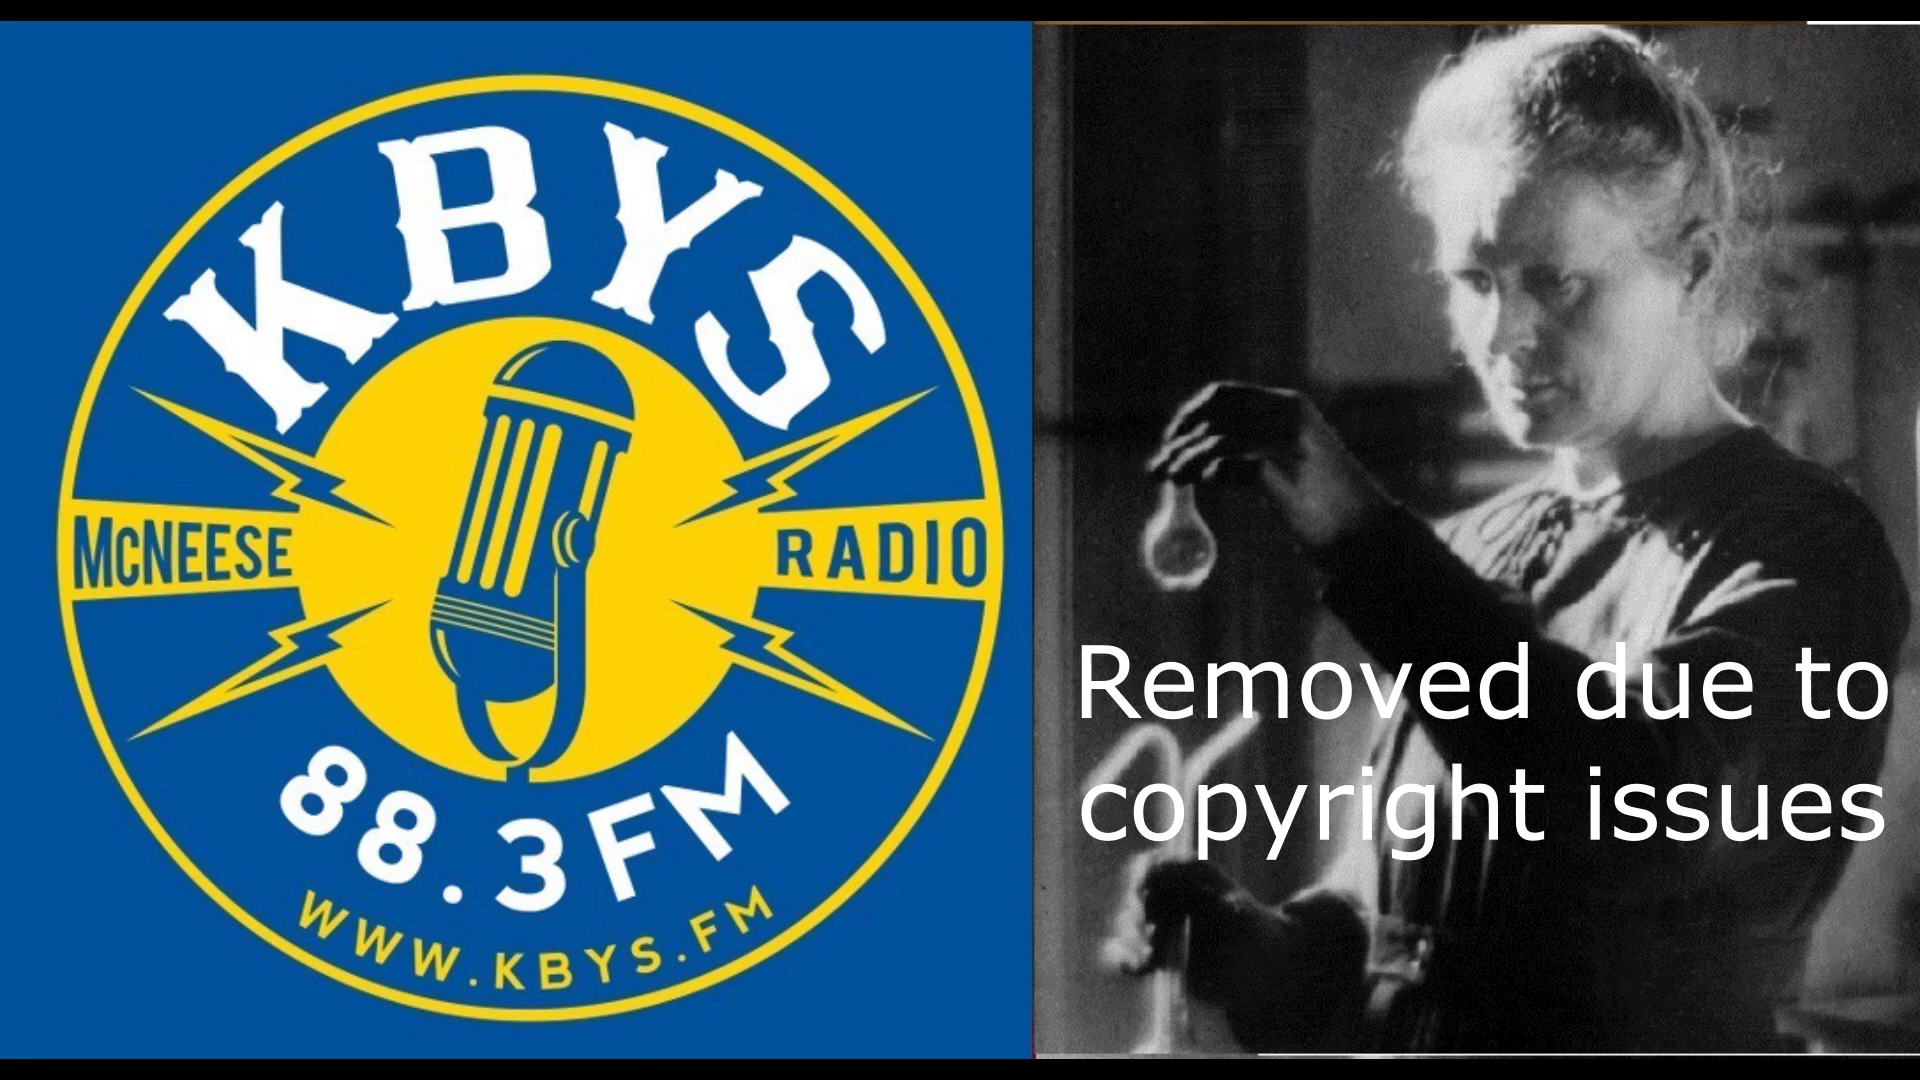 KBYS
McNEESE RADIO
88.3FM
WWW.KBYS.FM
Removed due to
copyright issues